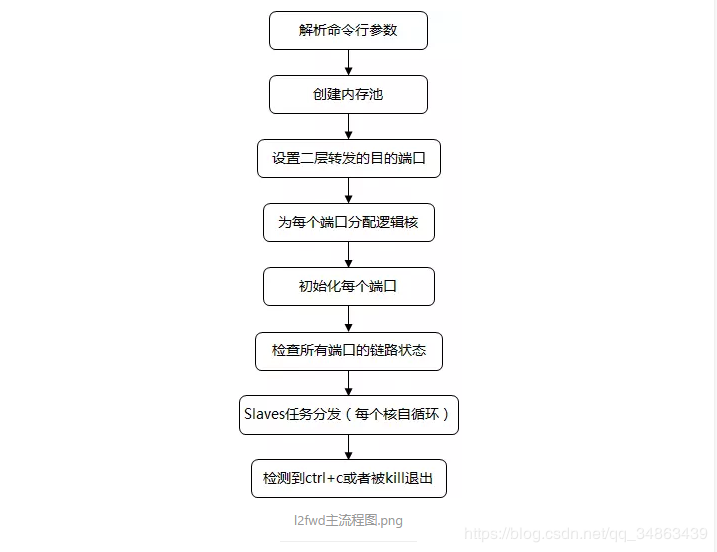 解析命令行参数
创建内存池
设置二层转发的目的端口
为每个端口分配逻辑核
初始化每个端口
检查所有端口的链路状态
Slaves任务分发（每个核自循环）
检测到ctrl+c或者被kill退出
l2fwd主流程图.png
https://blog.csdn.net/qq_34863439